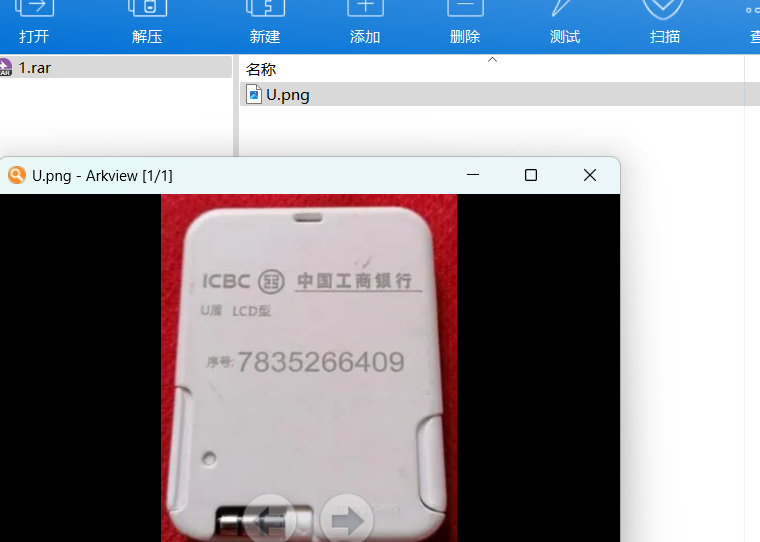 打开 解压 新建 添加 删除 测试 扫描
1.rar
名称
U.png
U.png - Arkview [1/1]
ICBC 中国工商银行
U盾 LCD型
序号:7835266409